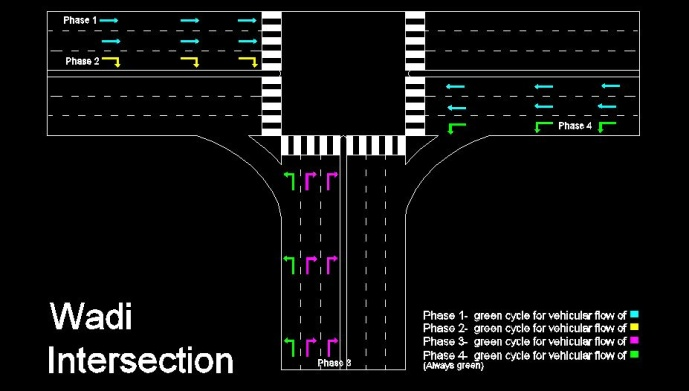 Phase 1
Phase 2
Phase 4
Phase 3
Wadi
Intersection
Phase 1- green cycle for vehicular flow of
Phase 2- green cycle for vehicular flow of
Phase 3- green cycle for vehicular flow of
Phase 4- green cycle for vehicular flow of
(Always green)